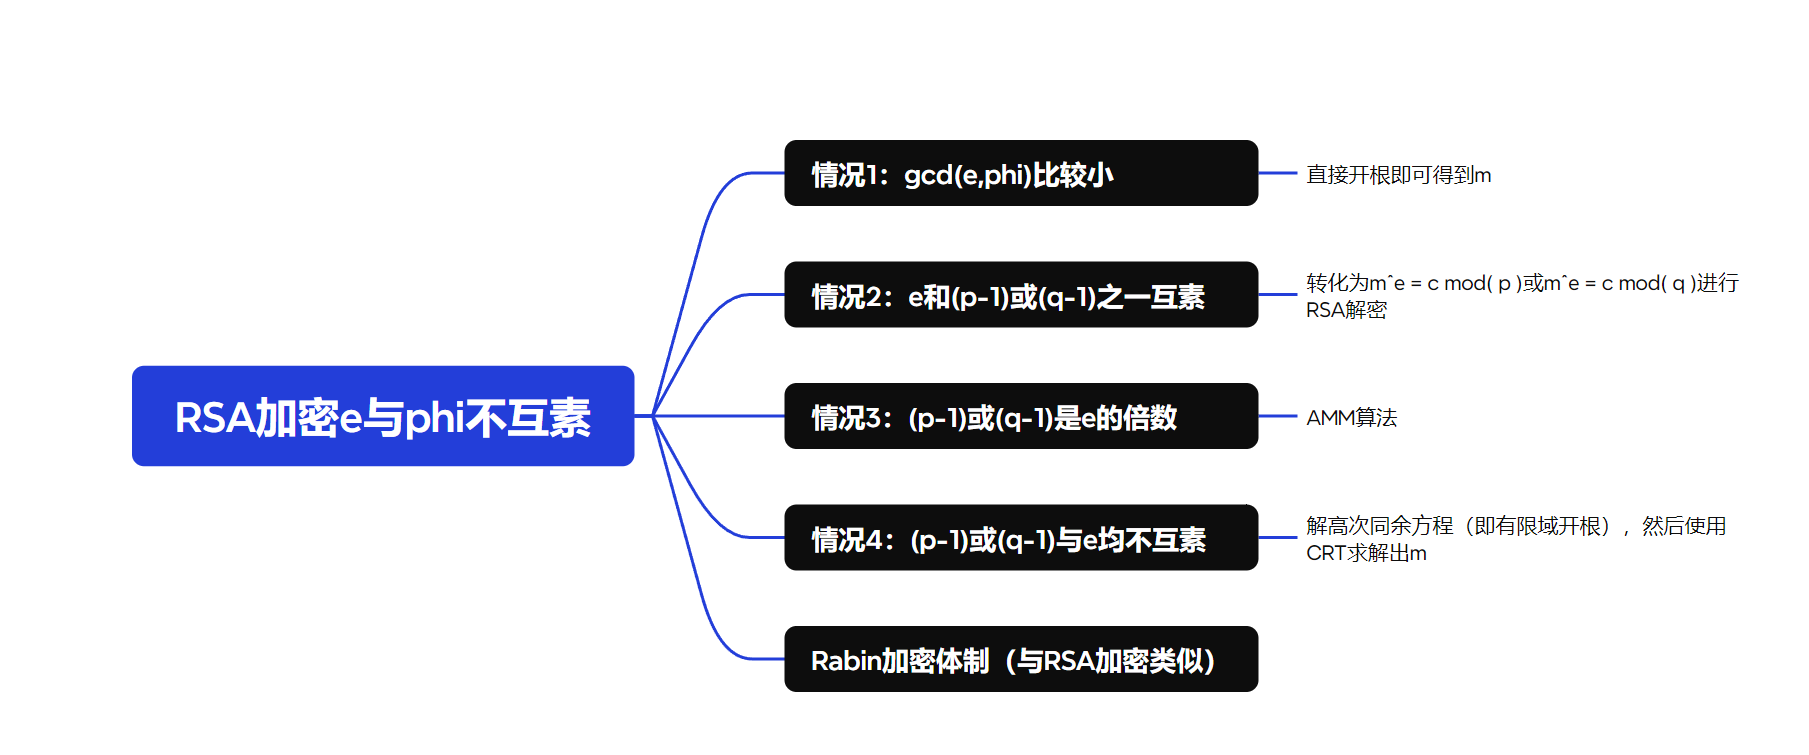 情况1：gcd(e,phi)比较小
直接开根即可得到m
情况2：e和(p-1)或(q-1)之一互素
转化为m^e = c mod( p )或m^e = c mod( q )进行
RSA解密
RSA加密e与phi不互素
情况3：(p-1)或(q-1)是e的倍数
AMM算法
情况4：(p-1)或(q-1)与e均不互素
解高次同余方程（即有限域开根），然后使用
CRT求解出m
Rabin加密体制（与RSA加密类似）